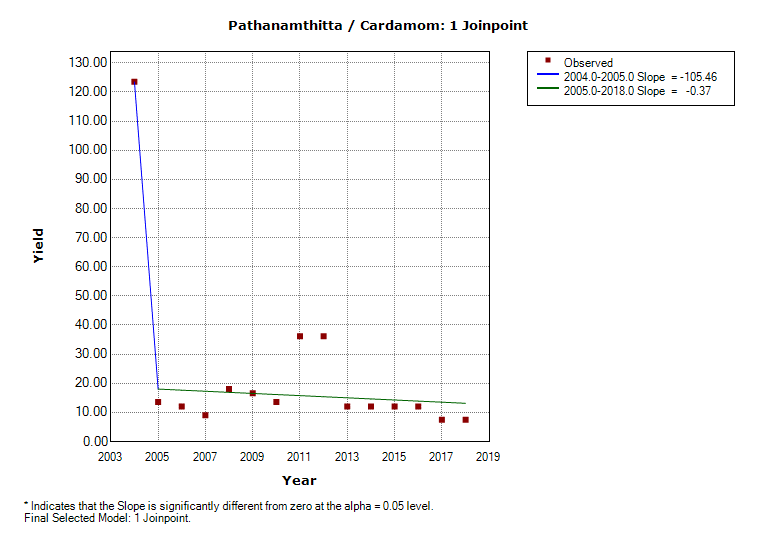 Pathanamthitta / Cardamom: 1 Joinpoint
130.00
120.00
110.00
100.00
90.00
80.00
70.00
60.00
50.00
40.00
30.00
20.00
10.00
0.00
Yield
2003 2005 2007 2009 2011 2013 2015 2017 2019
Year
Observed
2004.0-2005.0 Slope = -105.46
2005.0-2018.0 Slope = -0.37
* Indicates that the Slope is significantly different from zero at the alpha = 0.05 level.
Final Selected Model: 1 Joinpoint.